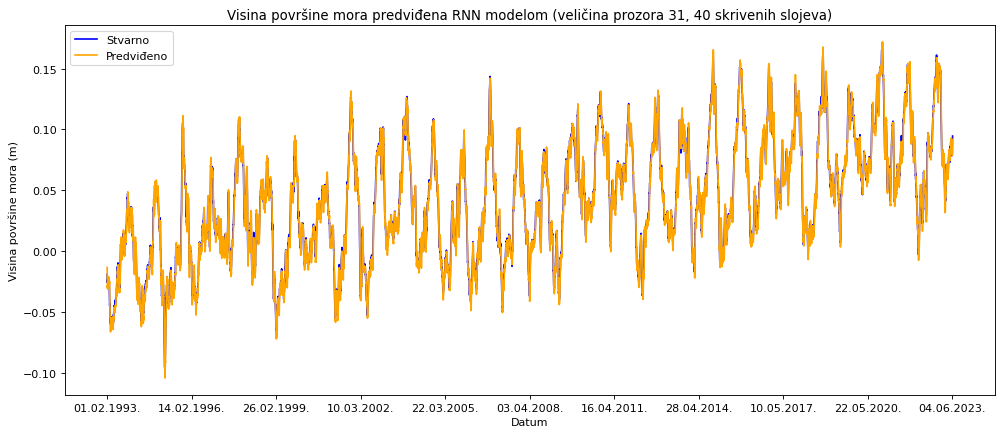 Visina površine mora predviđena RNN modelom (veličina prozora 31, 40 skrivenih slojeva)
Stvarno
Predviđeno
Visina površine mora (m)
0.15
0.10
0.05
0.00
−0.05
−0.10
01.02.1993. 14.02.1996. 26.02.1999. 10.03.2002. 22.03.2005. 03.04.2008. 16.04.2011. 28.04.2014. 10.05.2017. 22.05.2020. 04.06.2023.
Datum